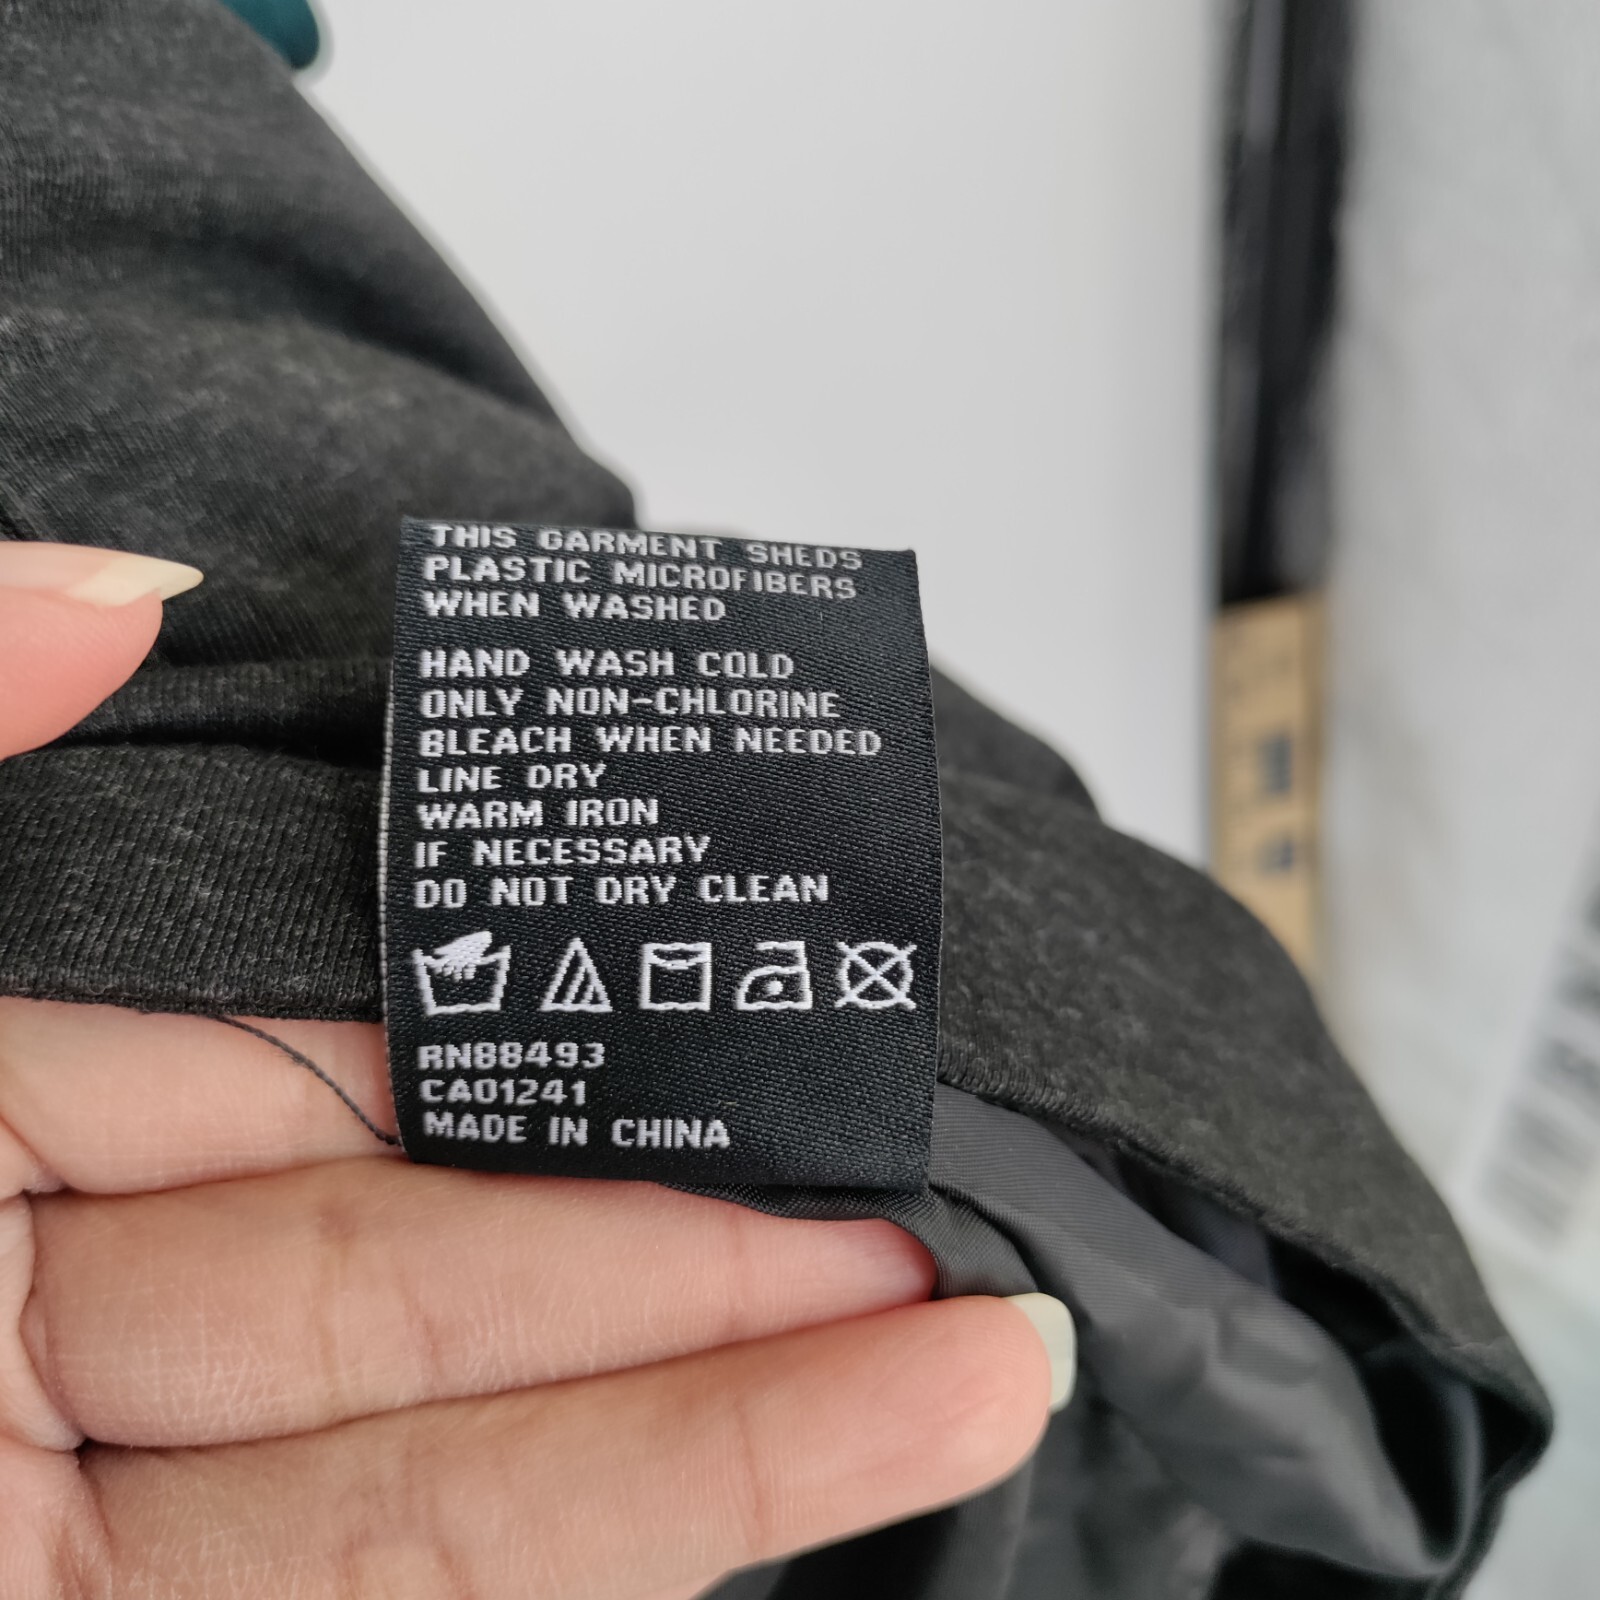 THIS GARMENT SHEDS
PLASTIC MICROFIBERS
WHEN WASHED
HAND WASH COLD
ONLY NON-CHLORINE
BLEACH WHEN NEEDED
LINE DRY
WARM IRON
IF NECESSARY
DO NOT DRY CLEAN
RN88493
CA01241
MADE IN CHINA